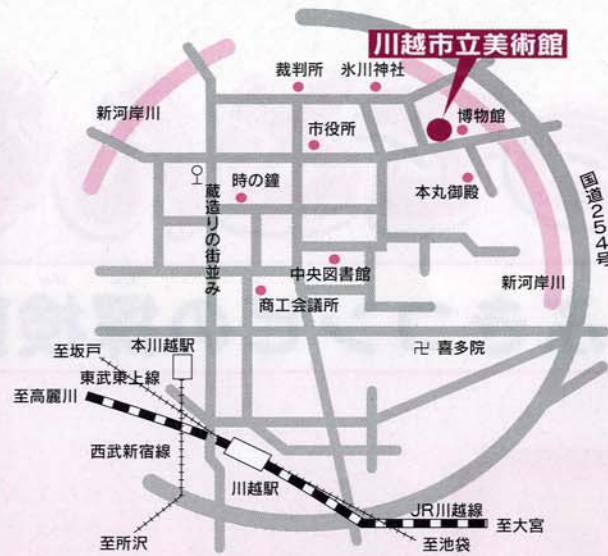 川越市立美術館
裁判所
氷川神社
新河岸川
市役所
博物館
時の鐘
本丸御殿
蔵造りの街並み
国道254号
中央図書館
新河岸川
商工会議所
本川越駅
至坂戸
卍 喜多院
東武東上線
至高麗川
西武新宿線
川越駅
JR川越線
至大宮
至所沢
至池袋